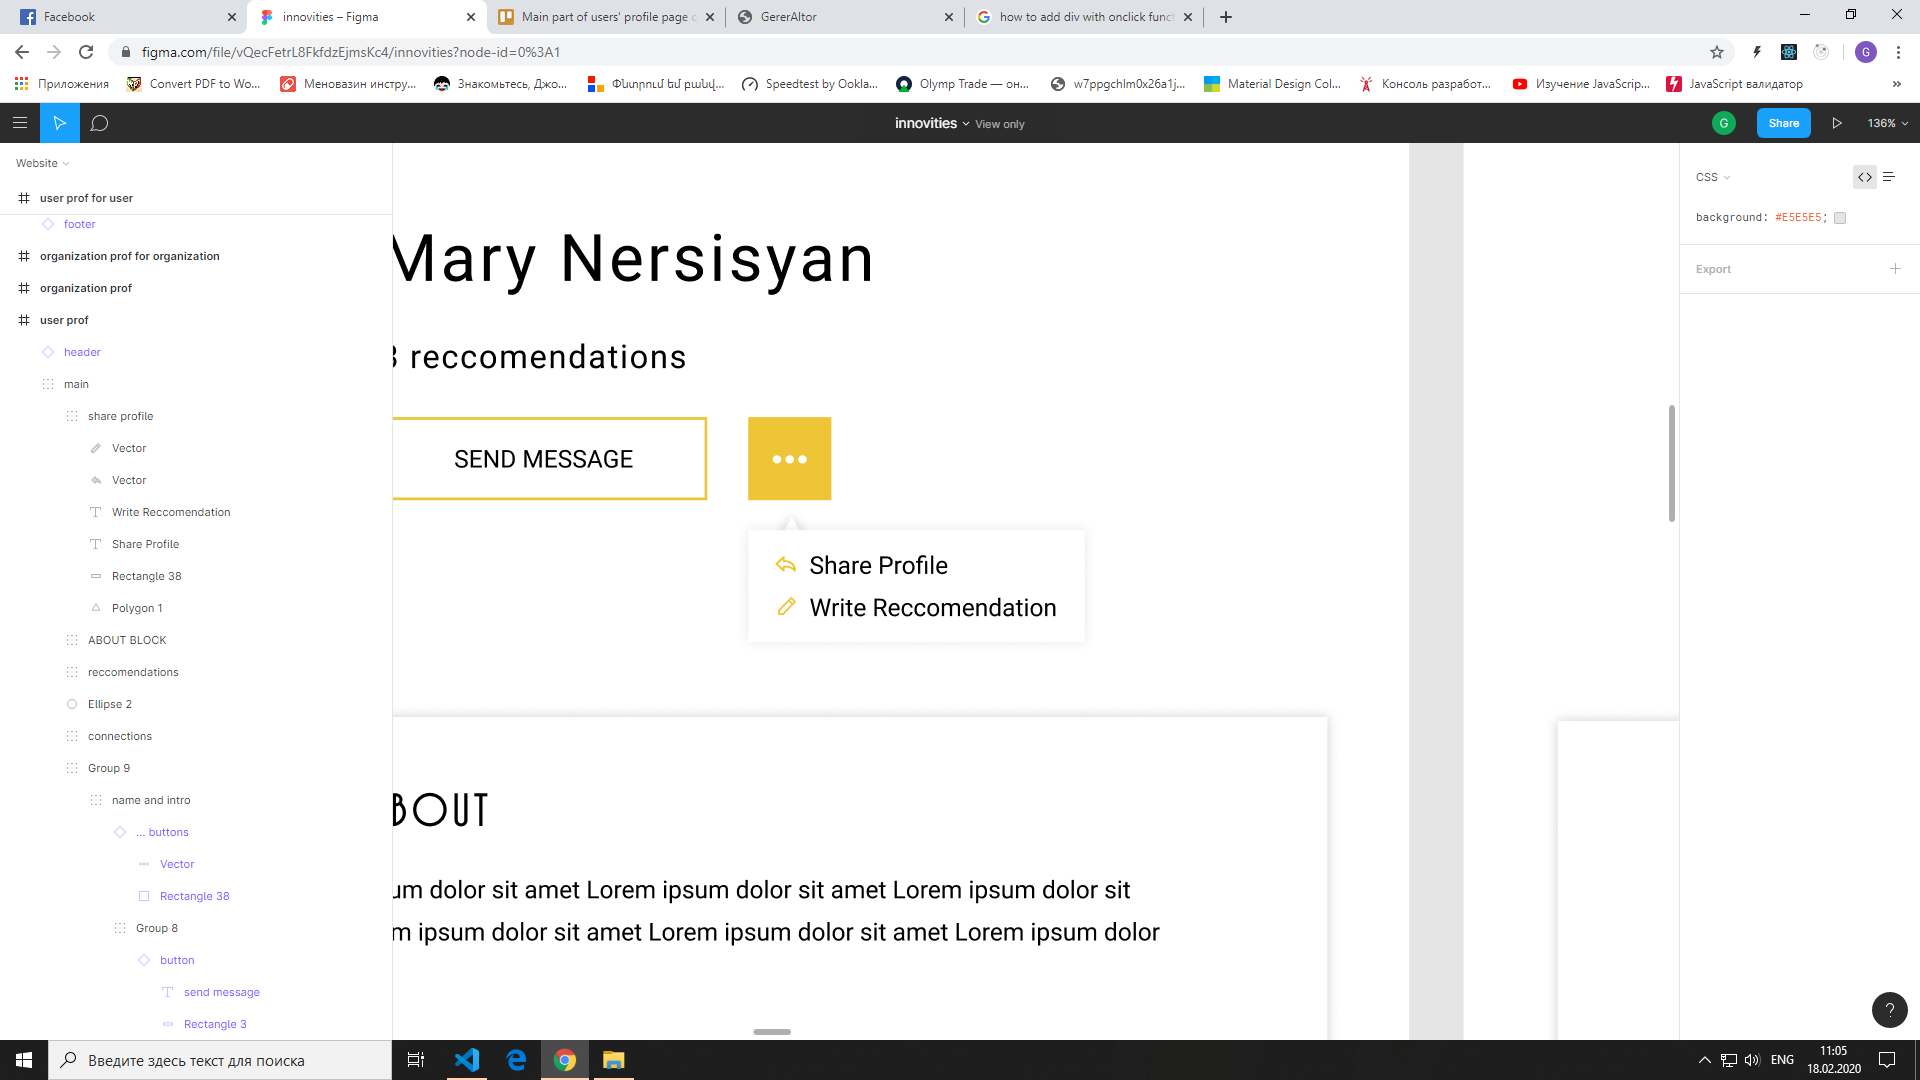 Facebook
innovities – Figma
Main part of users' profile page
GererAltor
how to add div with onclick func
figma.com/file/vQecFetrL8FkfdzEjmsKc4/innovities?node-id=0%3A1
G
Приложения
Convert PDF to Wo...
Меновазин инстру...
Знакомьтесь, Джо...
Փնտրում եմ բանվ...
Speedtest by Ookla...
Olymp Trade — он...
w7ppgchlm0x26a1j...
Material Design Col...
Консоль разработ...
Изучение JavaScrip...
JavaScript валидатор
»
innovities
View only
G
Share
136%
Website
user prof for user
footer
organization prof for organization
organization prof
user prof
header
main
share profile
Vector
Vector
Write Reccomendation
Share Profile
Rectangle 38
Polygon 1
ABOUT BLOCK
reccomendations
Ellipse 2
connections
Group 9
name and intro
... buttons
Vector
Rectangle 38
Group 8
button
send message
Rectangle 3
Mary Nersisyan
3 reccomendations
SEND MESSAGE
Share Profile
Write Reccomendation
BOUT
um dolor sit amet Lorem ipsum dolor sit amet Lorem ipsum dolor sit
m ipsum dolor sit amet Lorem ipsum dolor sit amet Lorem ipsum dolor
CSS
background: #E5E5E5;
Export
?
Введите здесь текст для поиска
ENG
11:05
18.02.2020